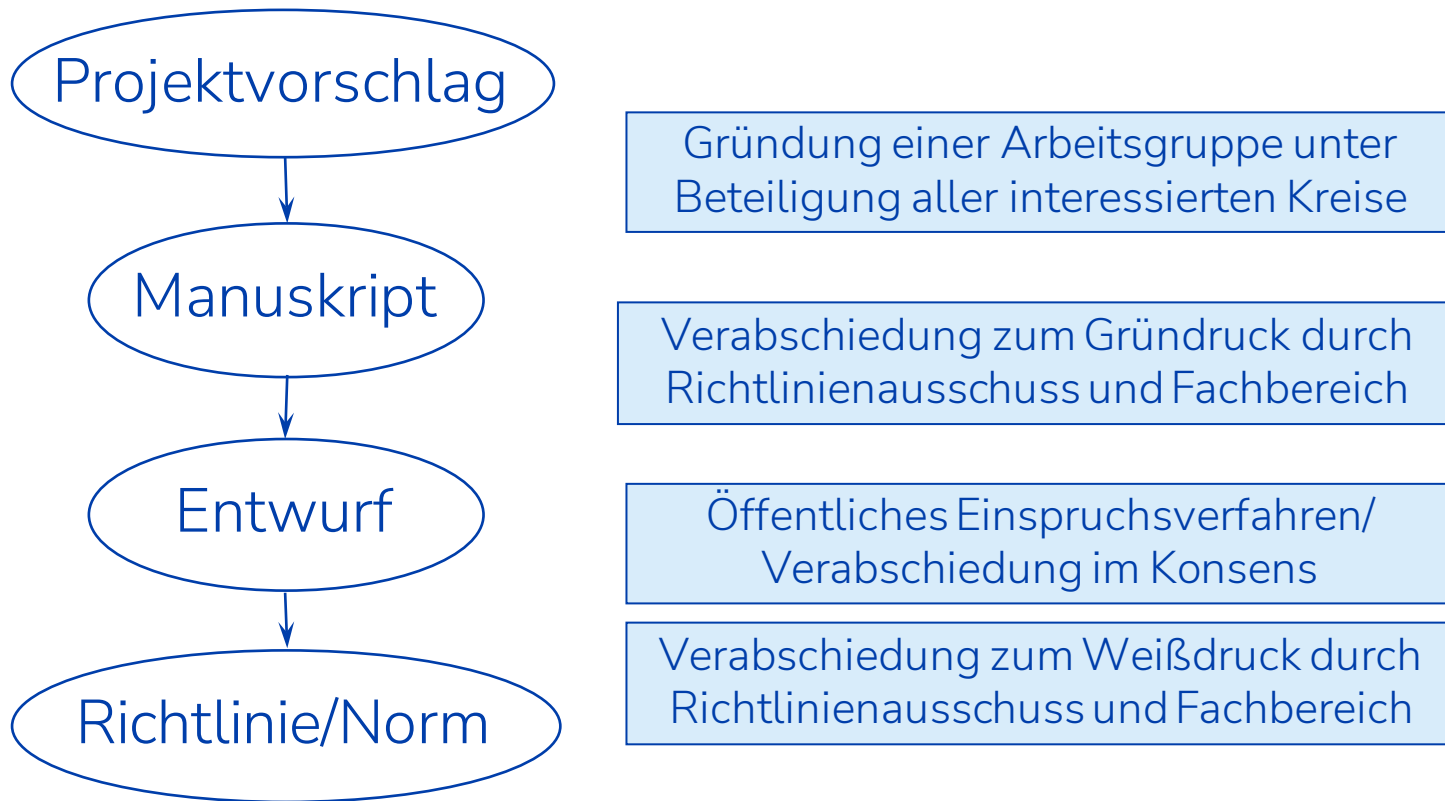 Projektvorschlag
Gründung einer Arbeitsgruppe unter
Beteiligung aller interessierten Kreise
Manuskript
Verabschiedung zum Gründruck durch
Richtlinienausschuss und Fachbereich
Entwurf
Öffentliches Einspruchsverfahren/
Verabschiedung im Konsens
Verabschiedung zum Weißdruck durch
Richtlinienausschuss und Fachbereich
Richtlinie/Norm